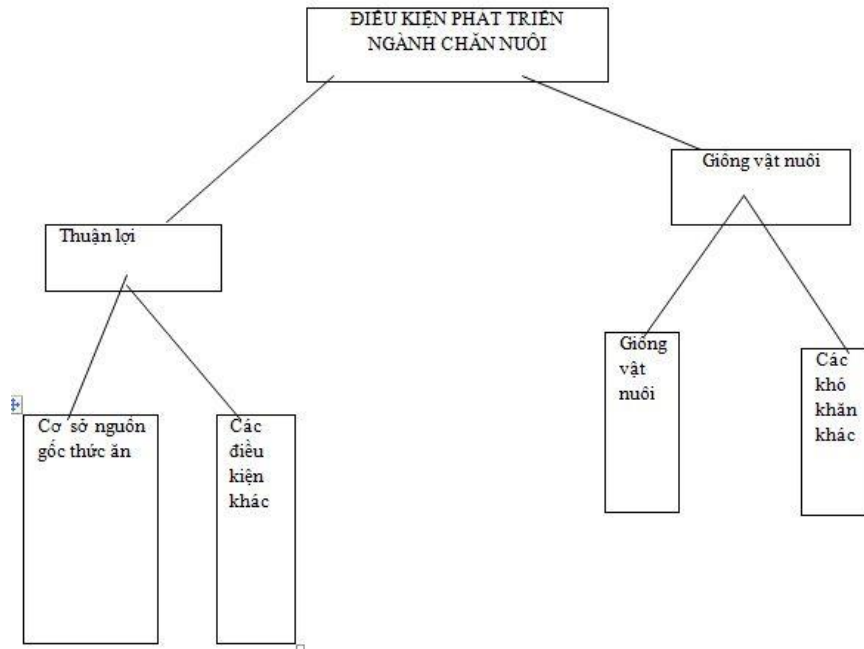 ĐIỀU KIỆN PHÁT TRIỂN
NGÀNH CHĂN NUÔI
Giống vật nuôi
Thuận lợi
Giống
vật
nuôi
Các
khó
khăn
khác
Cơ sở nguồn
gốc thức ăn
Các
điều
kiện
khác